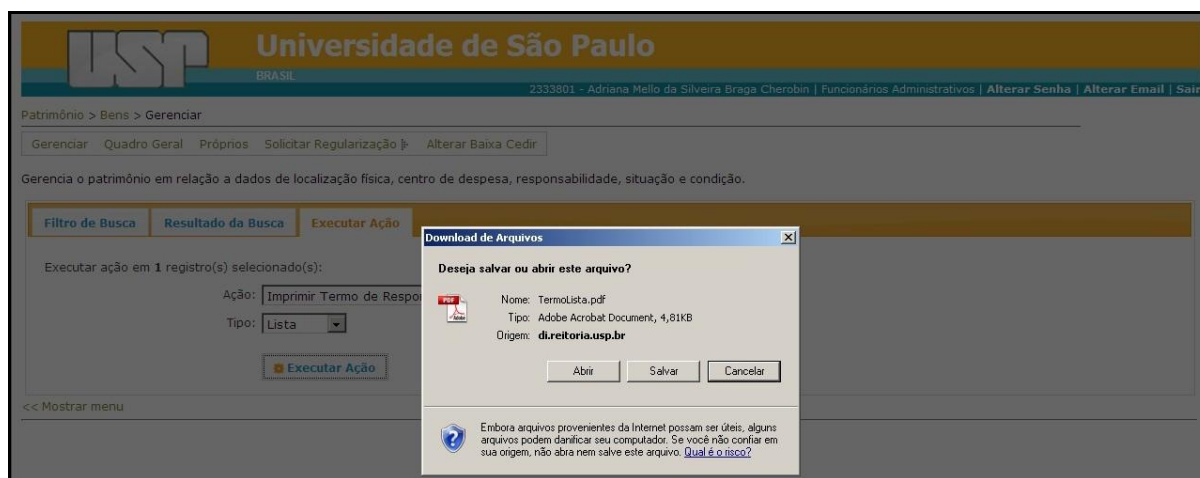 USP
Universidade de São Paulo
BRASIL
2333801 - Adriana Mello da Silveira Braga Cherobin | Funcionários Administrativos | Alterar Senha | Alterar Email | Sair
Patrimônio > Bens > Gerenciar
Gerenciar Quadro Geral Próprios Solicitar Regularização Alterar Baixa Cedir
Gerencia o patrimônio em relação a dados de localização física, centro de despesa, responsabilidade, situação e condição.
Filtro de Busca Resultado da Busca Executar Ação
Executar ação em 1 registro(s) selecionado(s):
Ação: Imprimir Termo de Respo
Tipo: Lista
Executar Ação
<< Mostrar menu
Download de Arquivos
Deseja salvar ou abrir este arquivo?
PDF
Adobe
Nome: TermoLista.pdf
Tipo: Adobe Acrobat Document, 4,81KB
Origem: di.reitoria.usp.br
Abrir Salvar Cancelar
Embora arquivos provenientes da Internet possam ser úteis, alguns
arquivos podem danificar seu computador. Se você não confiar em
sua origem, não abra nem salve este arquivo. Qual é o risco?